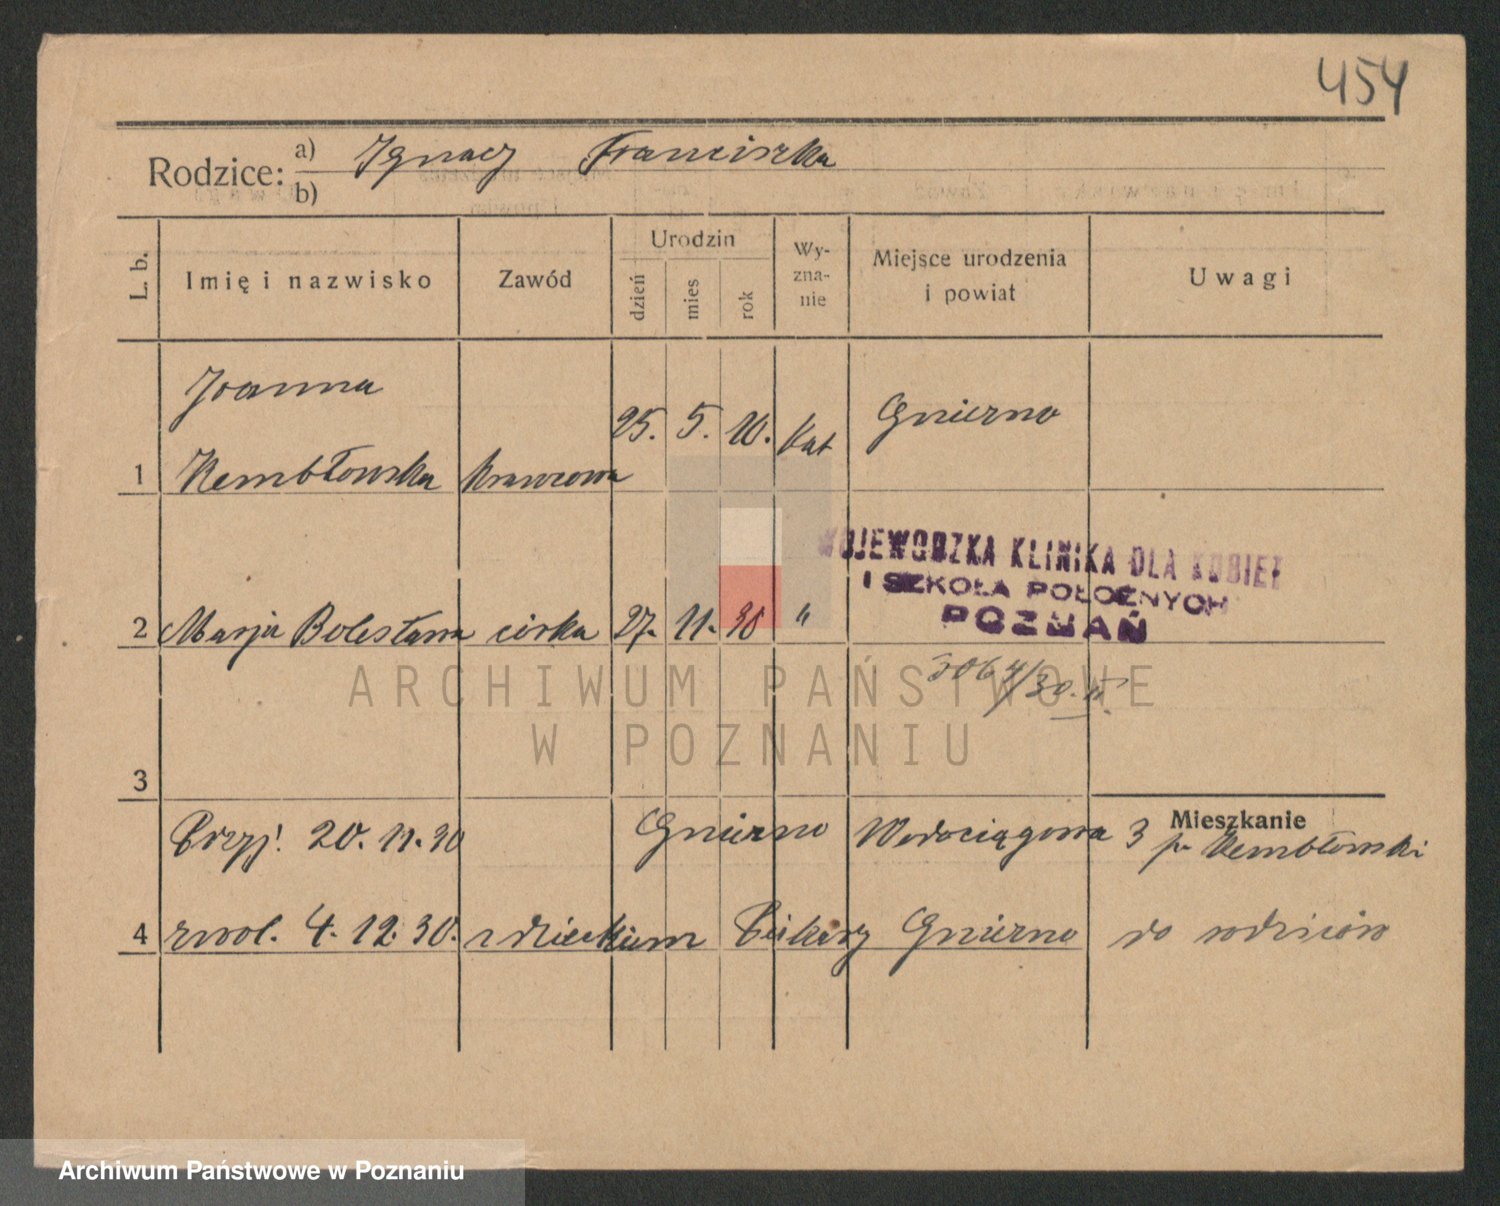 454
Rodzice: a) Ignacy Franciszka
b)
L. b. Imię i nazwisko Zawód Urodzin dzień mies rok Wy-zna-nie Miejsce urodzenia i powiat Uwagi
Joanna
1 Kembłowska krawcowa 25. 5. 10. kat Gniezno
WOJEWÓDZKA KLINIKA DLA KOBIET
I SZKOŁA POŁOŻNYCH
POZNAŃ
2 Marja Bolesława córka 27. 11. 30 "
ARCHIWUM PAŃSTWOWE
W POZNANIU
3
Mieszkanie
Przyj. 20. 11. 30 Gniezno Wodociągowa 3 p. Kembłowski
4 zwol. 4. 12. 30. z dzieckiem Gniezno do rodziców
Archiwum Państwowe w Poznaniu